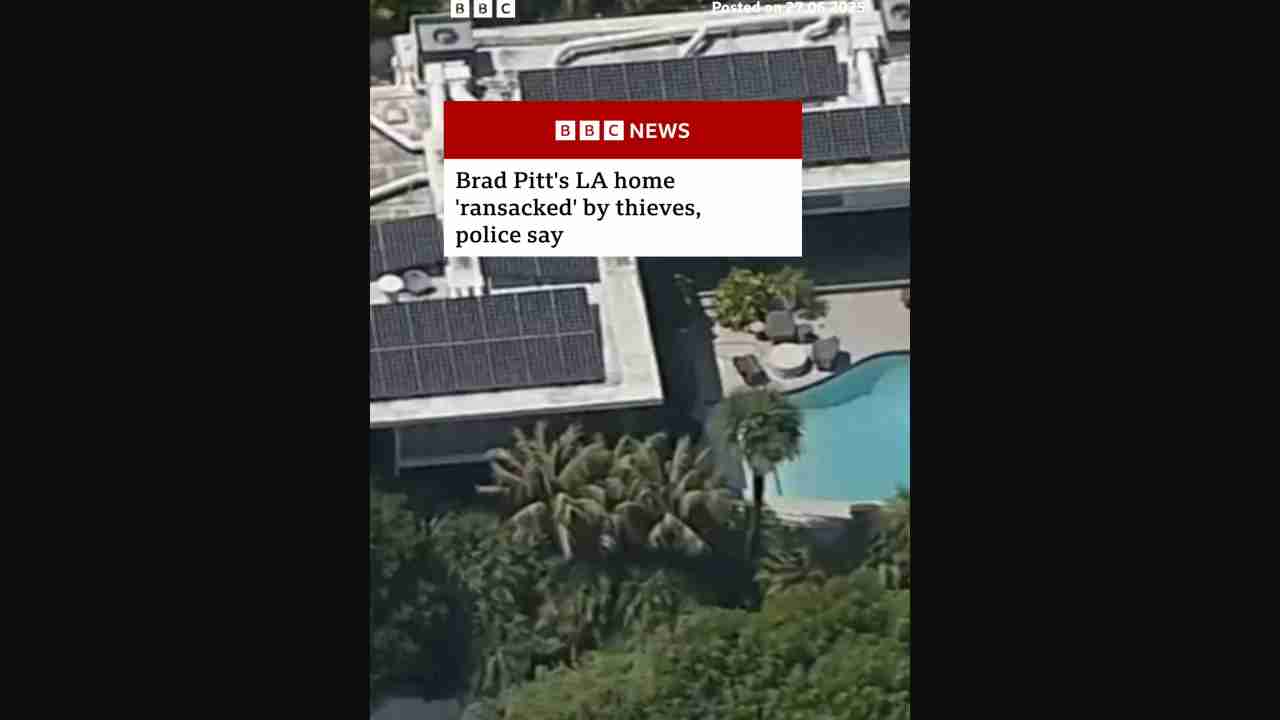 BBC
Posted on 27.06.2025
BBC NEWS
Brad Pitt's LA home
'ransacked' by thieves,
police say